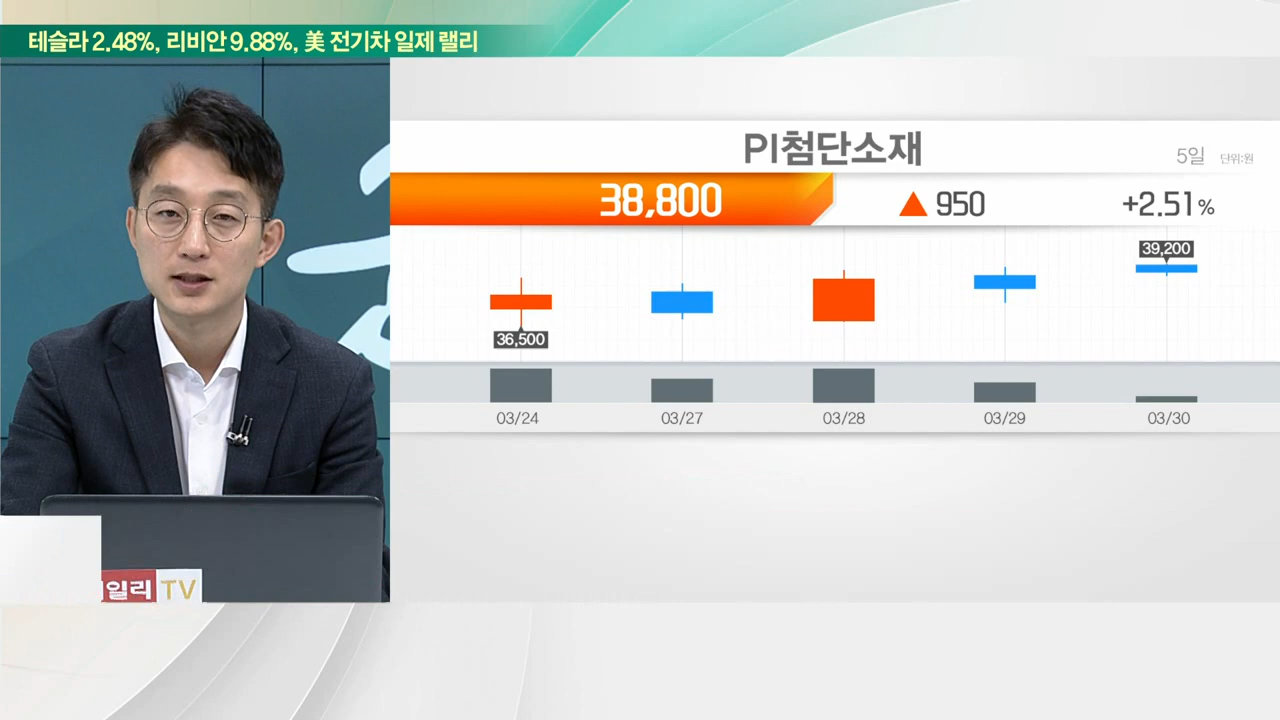 테슬라 2.48%, 리비안 9.88%, 美 전기차 일제 랠리
PI첨단소재
5일 단위:원
38,800 ▲ 950 +2.51%
39,200
36,500
03/24 03/27 03/28 03/29 03/30
일리 TV